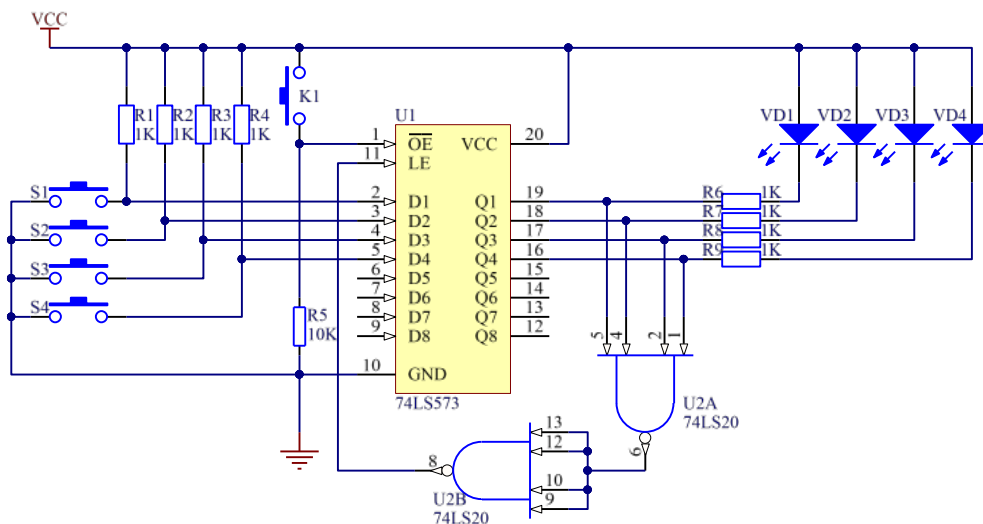 VCC
R1
1K
R2
1K
R3
1K
R4
1K
K1
U1
VD1
VD2
VD3
VD4
1
OE
VCC
20
11
LE
S1
2
D1
Q1
19
R6
1K
3
D2
Q2
18
R7
1K
S2
4
D3
Q3
17
R8
1K
5
D4
Q4
16
R9
1K
S3
6
D5
Q5
15
7
D6
Q6
14
S4
8
D7
Q7
13
R5
10K
9
D8
Q8
12
5
4
2
1
10
GND
74LS573
U2A
74LS20
6
13
12
8
10
9
U2B
74LS20